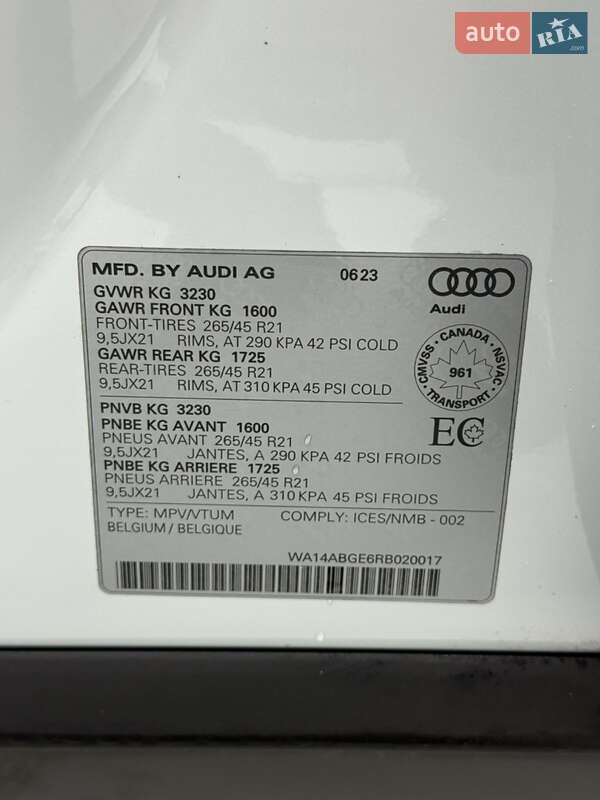 auto RIA.com
MFD. BY AUDI AG 0623
Audi
GVWR KG 3230
GAWR FRONT KG 1600
FRONT-TIRES 265/45 R21
9,5JX21 RIMS, AT 290 KPA 42 PSI COLD
GAWR REAR KG 1725
REAR-TIRES 265/45 R21
9,5JX21 RIMS, AT 310 KPA 45 PSI COLD
CANADA
CMVSS - NSVAC
961
TRANSPORT
PNVB KG 3230
PNBE KG AVANT 1600
PNEUS AVANT 265/45 R21
9,5JX21 JANTES, A 290 KPA 42 PSI FROIDS
PNBE KG ARRIERE 1725
PNEUS ARRIERE 265/45 R21
9,5JX21 JANTES, A 310 KPA 45 PSI FROIDS
EC
TYPE: MPV/VTUM COMPLY: ICES/NMB - 002
BELGIUM / BELGIQUE
WA14ABGE6RB020017